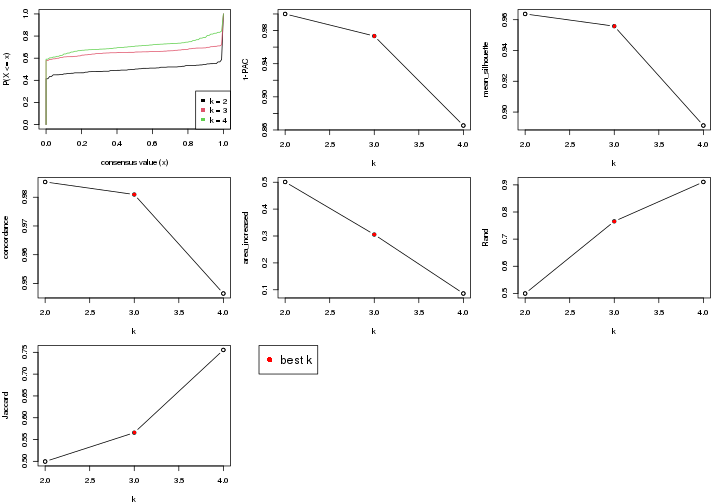 P(X <= x)
1.0
0.8
0.6
0.4
0.2
0.0
k = 2
k = 3
k = 4
0.0 0.2 0.4 0.6 0.8 1.0
consensus value (x)
1-PAC
0.98
0.94
0.90
0.86
2.0 2.5 3.0 3.5 4.0
k
mean_silhouette
0.96
0.94
0.92
0.90
2.0 2.5 3.0 3.5 4.0
k
concordance
0.98
0.97
0.96
0.95
2.0 2.5 3.0 3.5 4.0
k
area_increased
0.5
0.4
0.3
0.2
0.1
2.0 2.5 3.0 3.5 4.0
k
Rand
0.9
0.8
0.7
0.6
0.5
2.0 2.5 3.0 3.5 4.0
k
Jaccard
0.75
0.70
0.65
0.60
0.55
0.50
2.0 2.5 3.0 3.5 4.0
k
best k